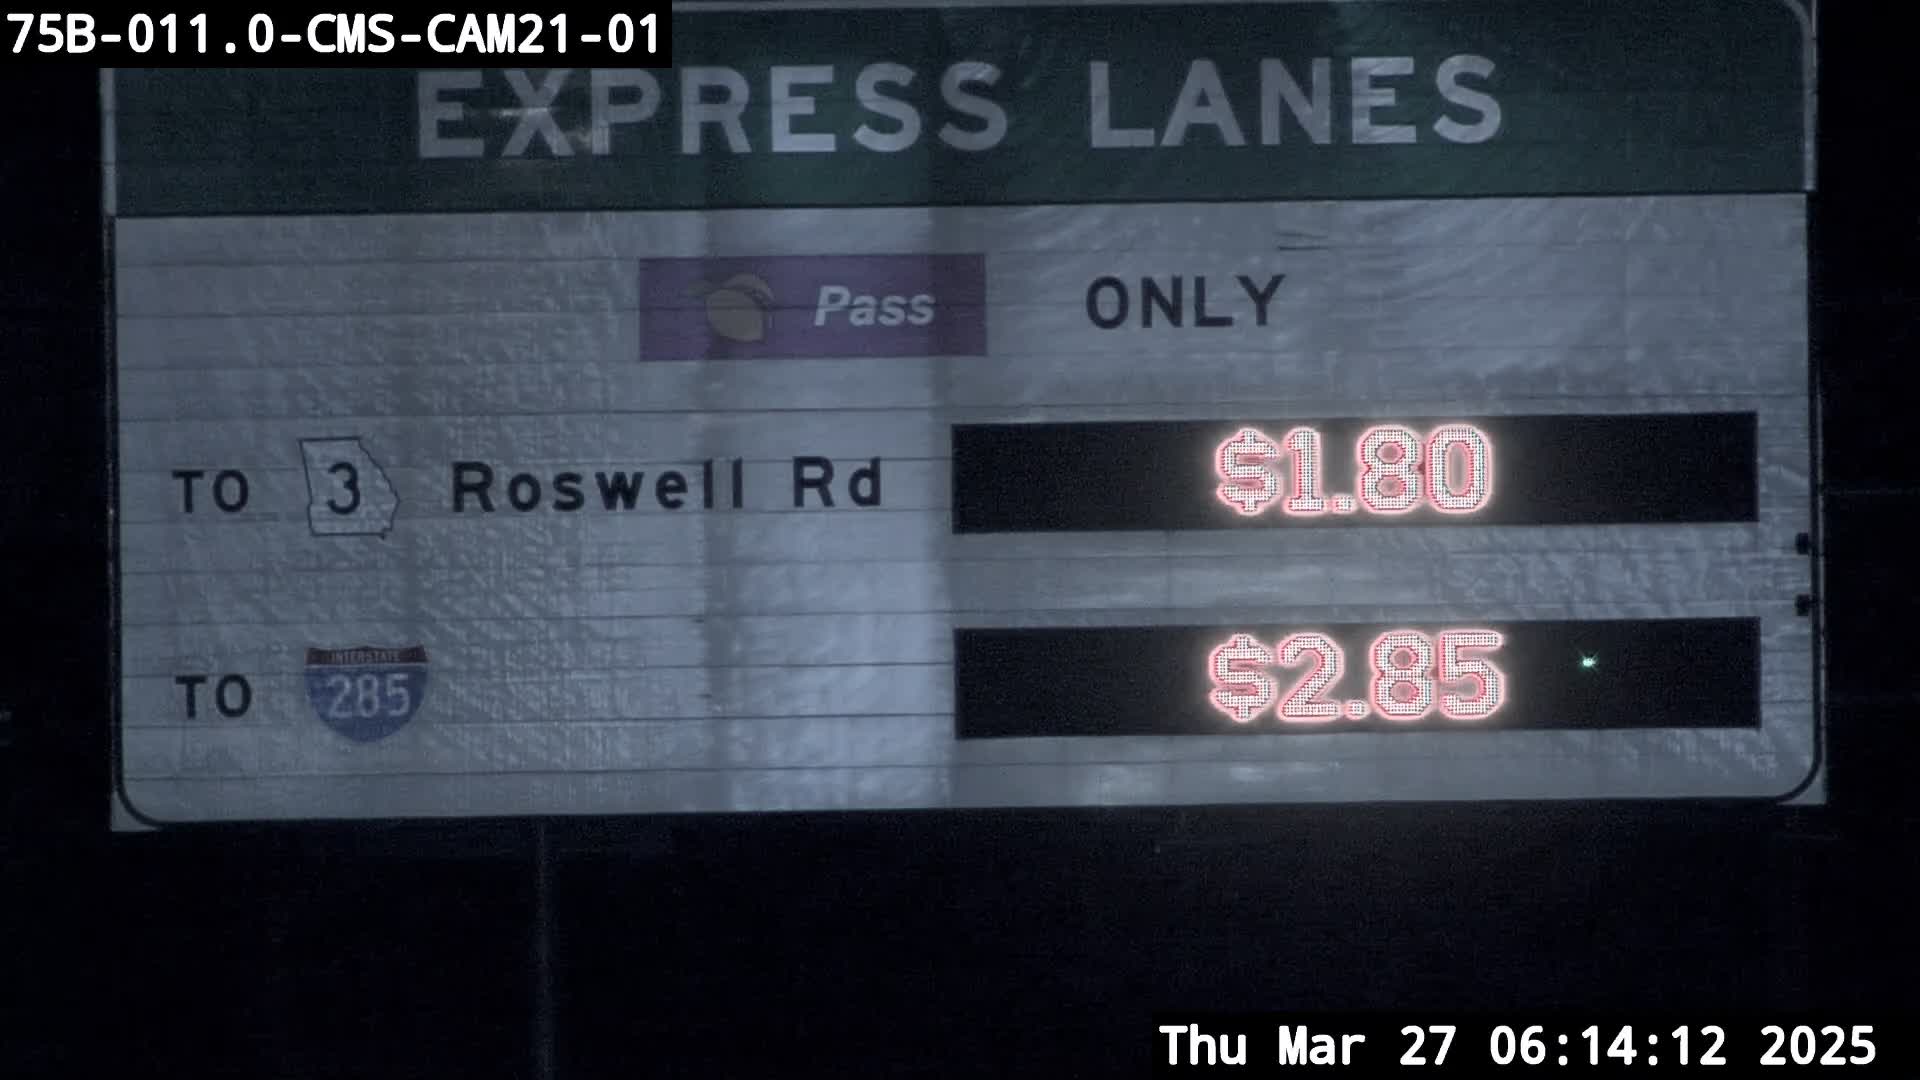 75B-011.0-CMS-CAM21-01
EXPRESS LANES
Pass ONLY
TO 3 Roswell Rd $1.80
INTERSTATE
TO 285 $2.85
Thu Mar 27 06:14:12 2025